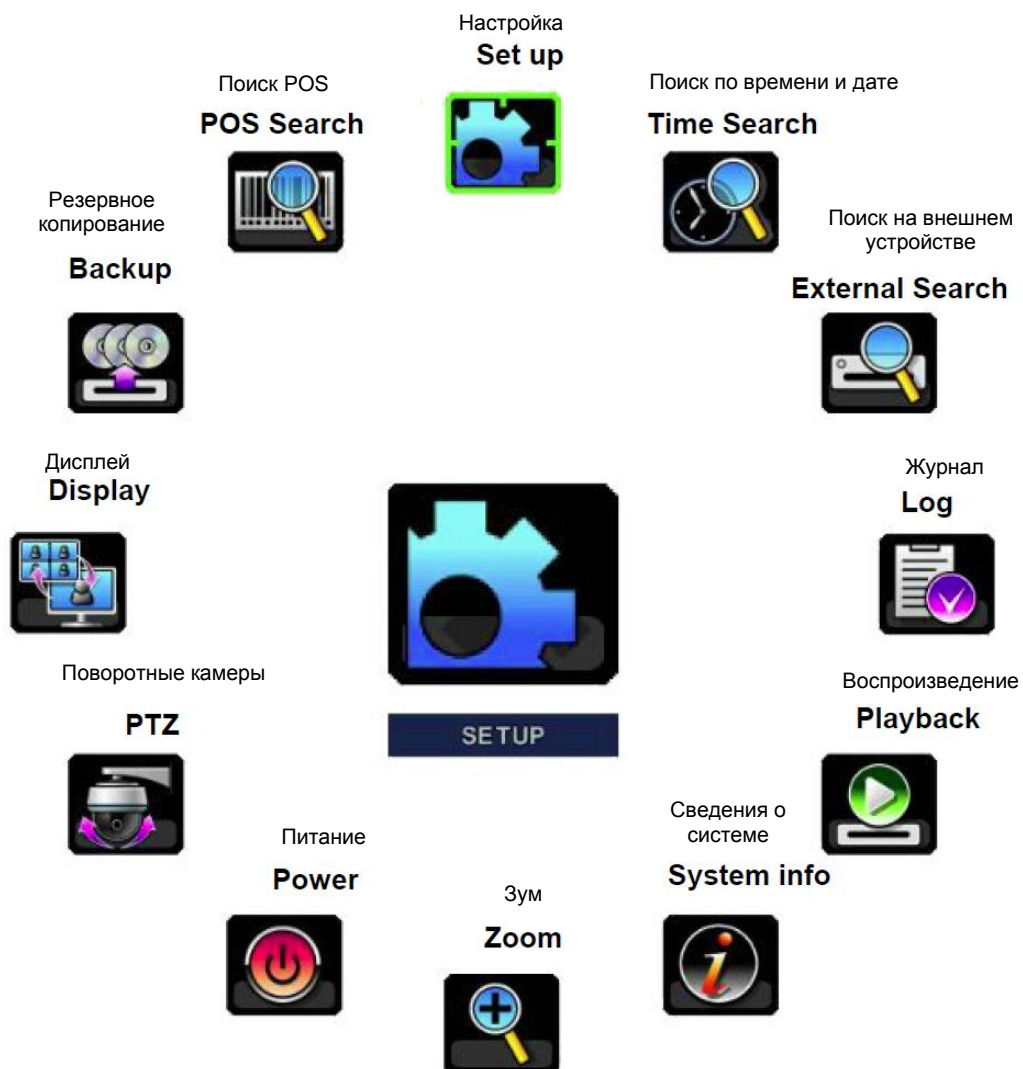 Настройка
Set up
Поиск POS
POS Search
Поиск по времени и дате
Time Search
Резервное
копирование
Backup
Поиск на внешнем
устройстве
External Search
Дисплей
Display
Журнал
Log
Поворотные камеры
PTZ
SETUP
Воспроизведение
Playback
Питание
Power
Зум
Zoom
Сведения о
системе
System info